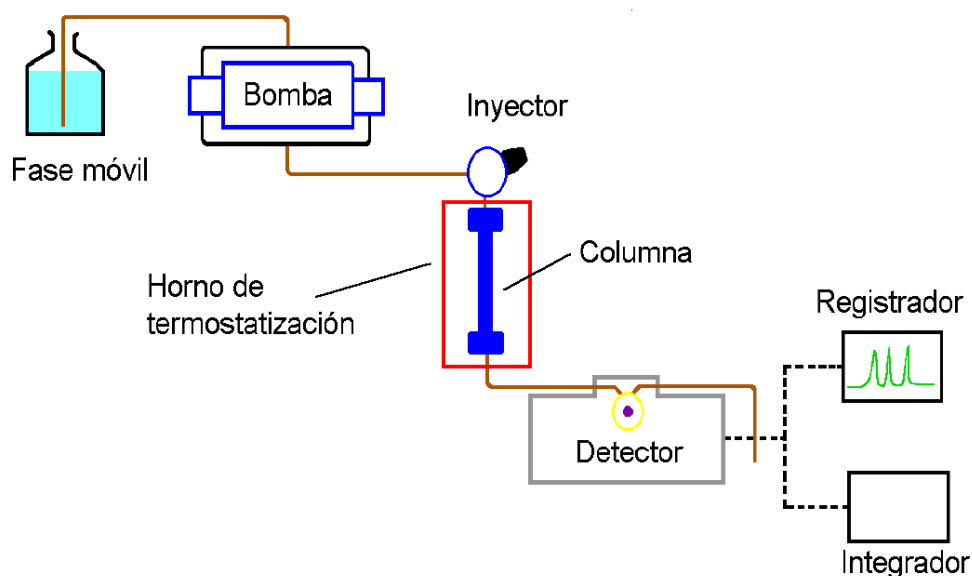 Bomba
Inyector
Fase móvil
Columna
Horno de
termostatización
Registrador
Detector
Integrador